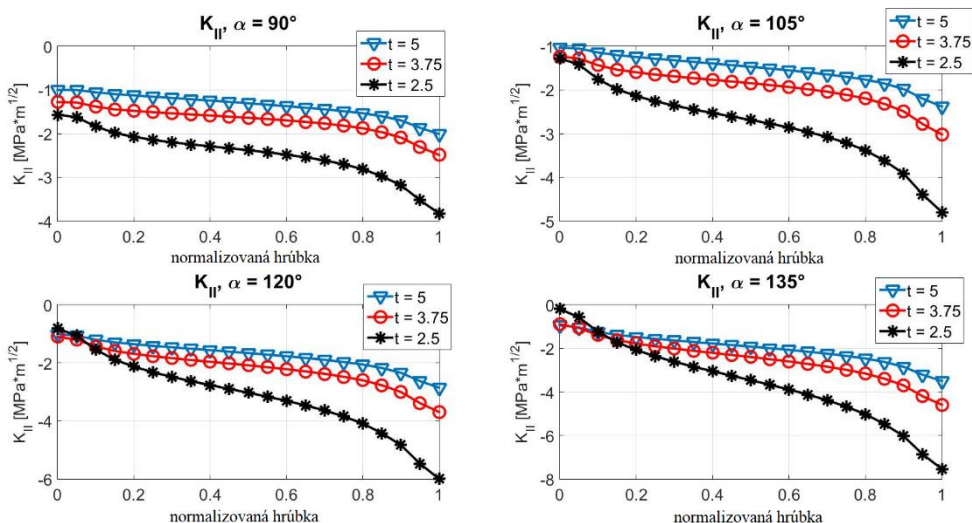 K_II, α = 90°
t = 5
t = 3.75
t = 2.5
K_II [MPa*m^1/2]
0
-1
-2
-3
-4
0 0.2 0.4 0.6 0.8 1
normalizovaná hrúbka
K_II, α = 105°
t = 5
t = 3.75
t = 2.5
K_II [MPa*m^1/2]
-1
-2
-3
-4
-5
0 0.2 0.4 0.6 0.8 1
normalizovaná hrúbka
K_II, α = 120°
t = 5
t = 3.75
t = 2.5
K_II [MPa*m^1/2]
0
-2
-4
-6
0 0.2 0.4 0.6 0.8 1
normalizovaná hrúbka
K_II, α = 135°
t = 5
t = 3.75
t = 2.5
K_II [MPa*m^1/2]
0
-2
-4
-6
-8
0 0.2 0.4 0.6 0.8 1
normalizovaná hrúbka